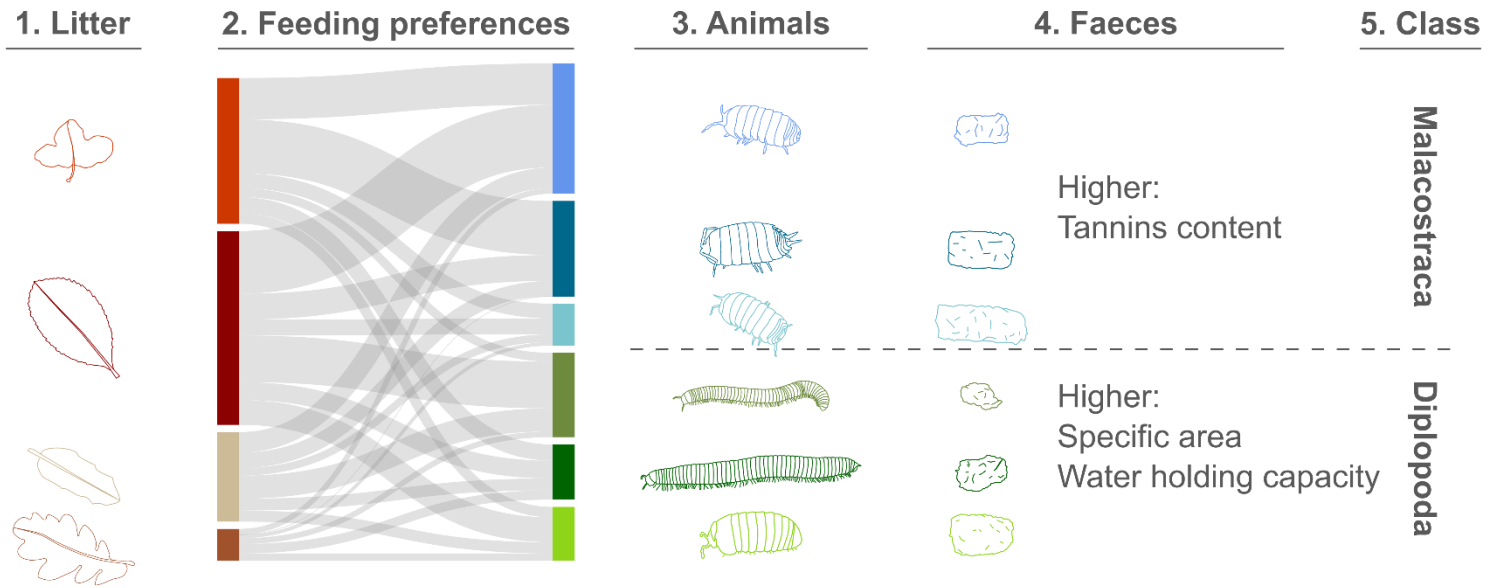 1. Litter
2. Feeding preferences
3. Animals
4. Faeces
5. Class
Higher:
Tannins content
Malacostraca
Higher:
Specific area
Water holding capacity
Diplopoda